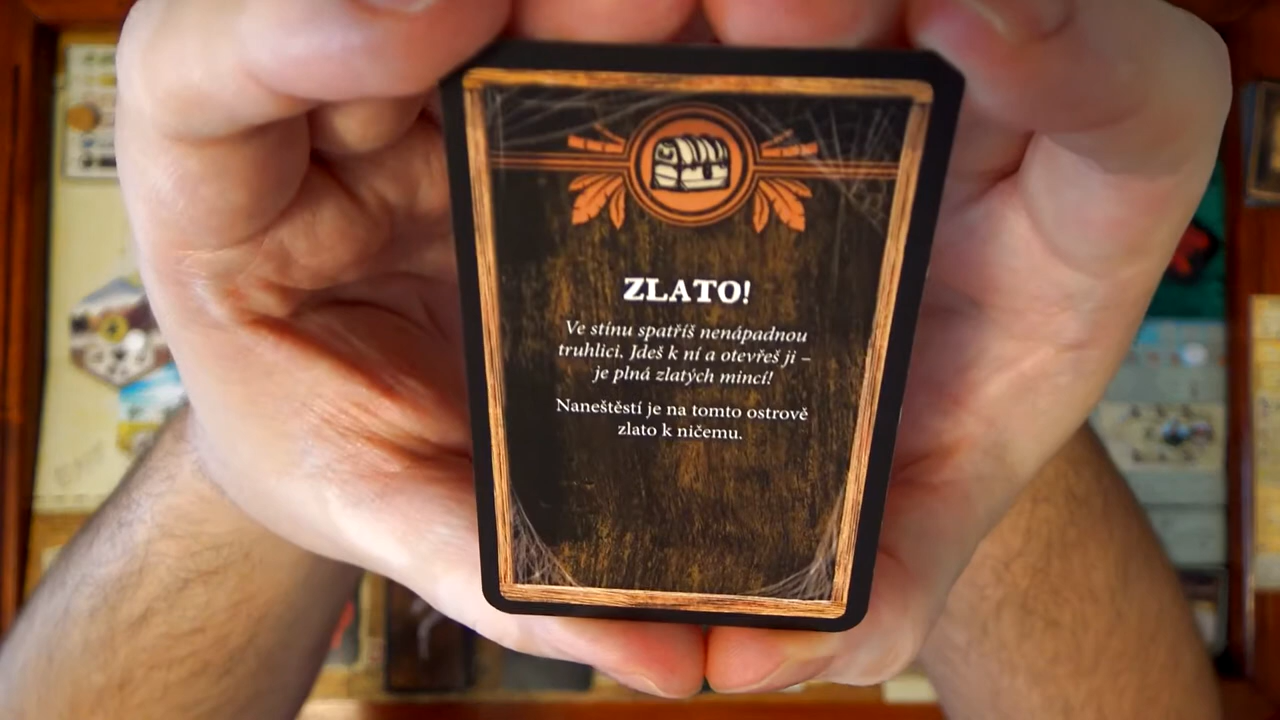 ZLATO!
Ve stínu spatříš nenápadnou
truhlici. Jdeš k ní a otevřeš ji –
je plná zlatých mincí!
Naneštěstí je na tomto ostrově
zlato k ničemu.